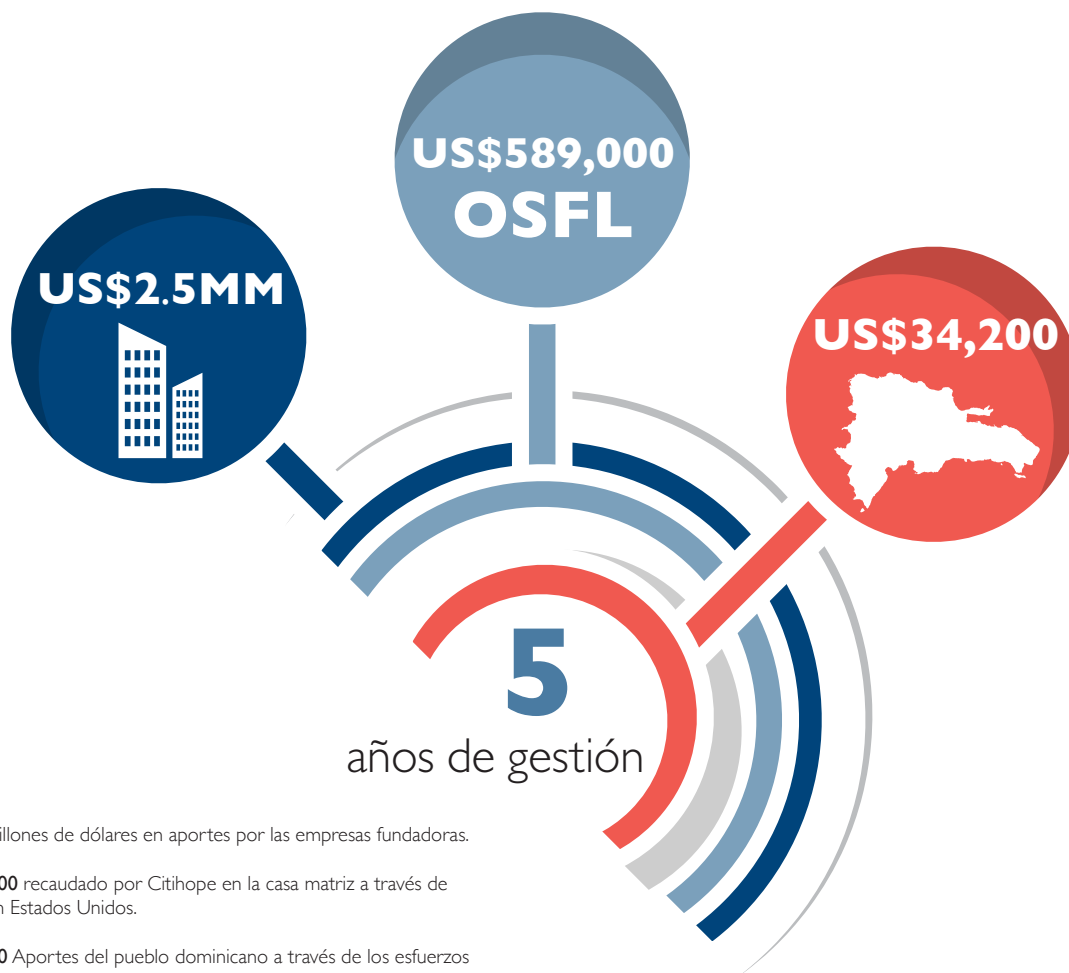 US$589,000
OSFL
US$2.5MM
US$34,200
5
años de gestión
illones de dólares en aportes por las empresas fundadoras.
00 recaudado por Citihope en la casa matriz a través de
n Estados Unidos.
0 Aportes del pueblo dominicano a través de los esfuerzos